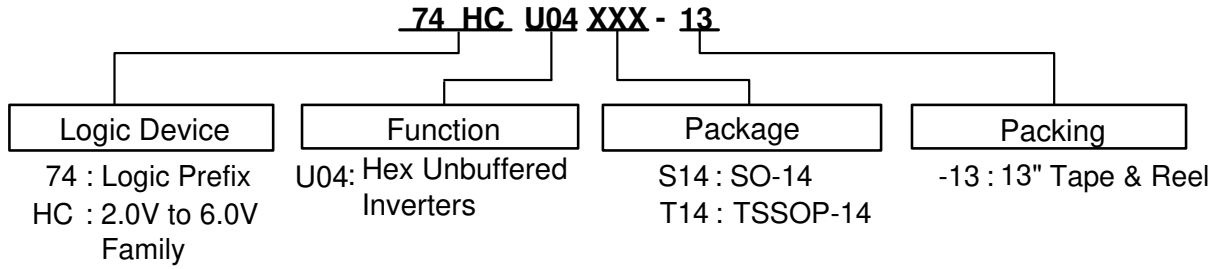 74 HC U04 XXX - 13
Logic Device
74 : Logic Prefix
HC : 2.0V to 6.0V
Family
Function
U04: Hex Unbuffered
Inverters
Package
S14 : SO-14
T14 : TSSOP-14
Packing
-13 : 13" Tape & Reel